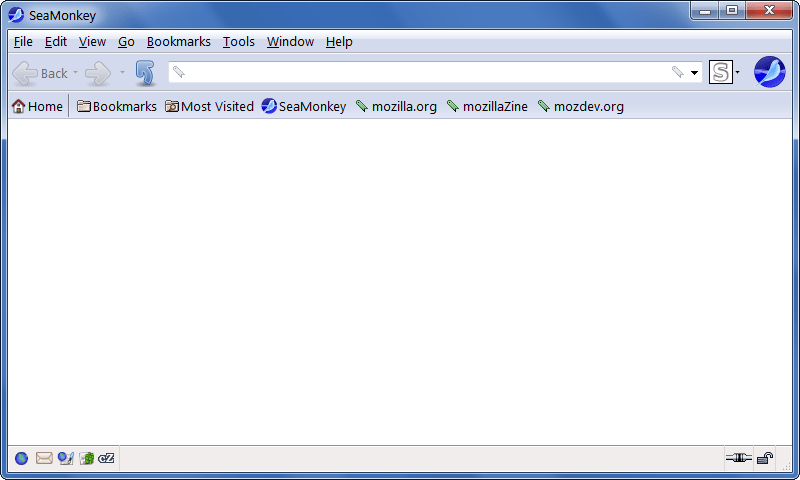 SeaMonkey
File Edit View Go Bookmarks Tools Window Help
Back S
Home Bookmarks Most Visited SeaMonkey mozilla.org mozillaZine mozdev.org
cZ